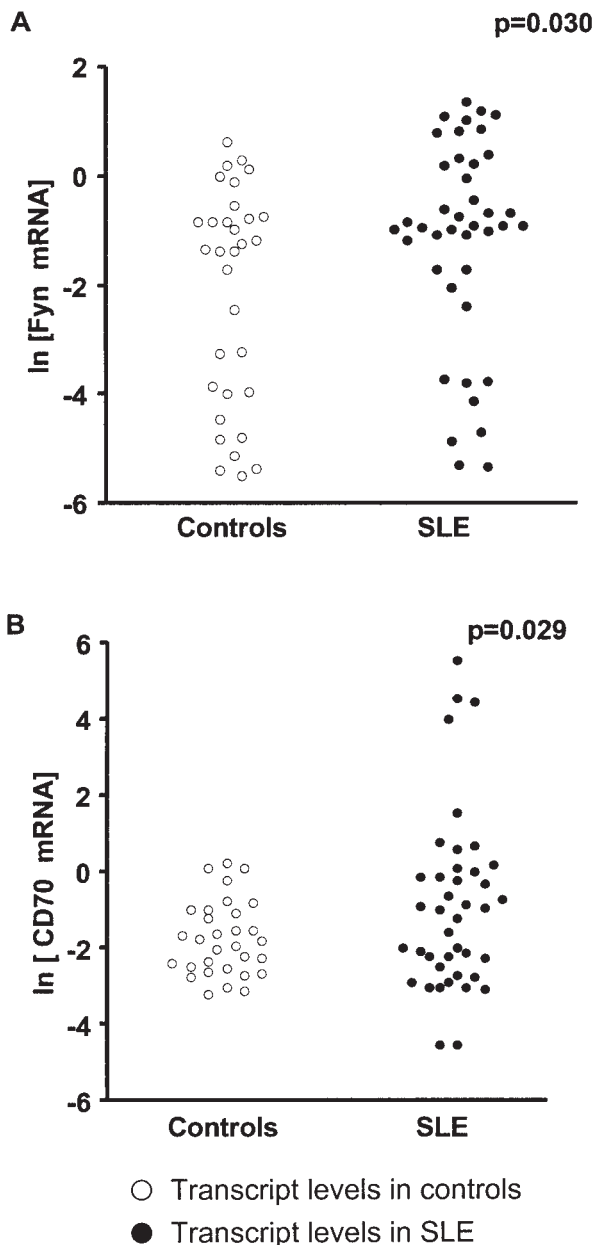 A
p=0.030
2
0
-2
-4
-6
ln [Fyn mRNA]
Controls SLE
B
p=0.029
6
4
2
0
-2
-4
-6
ln [ CD70 mRNA]
Controls SLE
Transcript levels in controls
Transcript levels in SLE